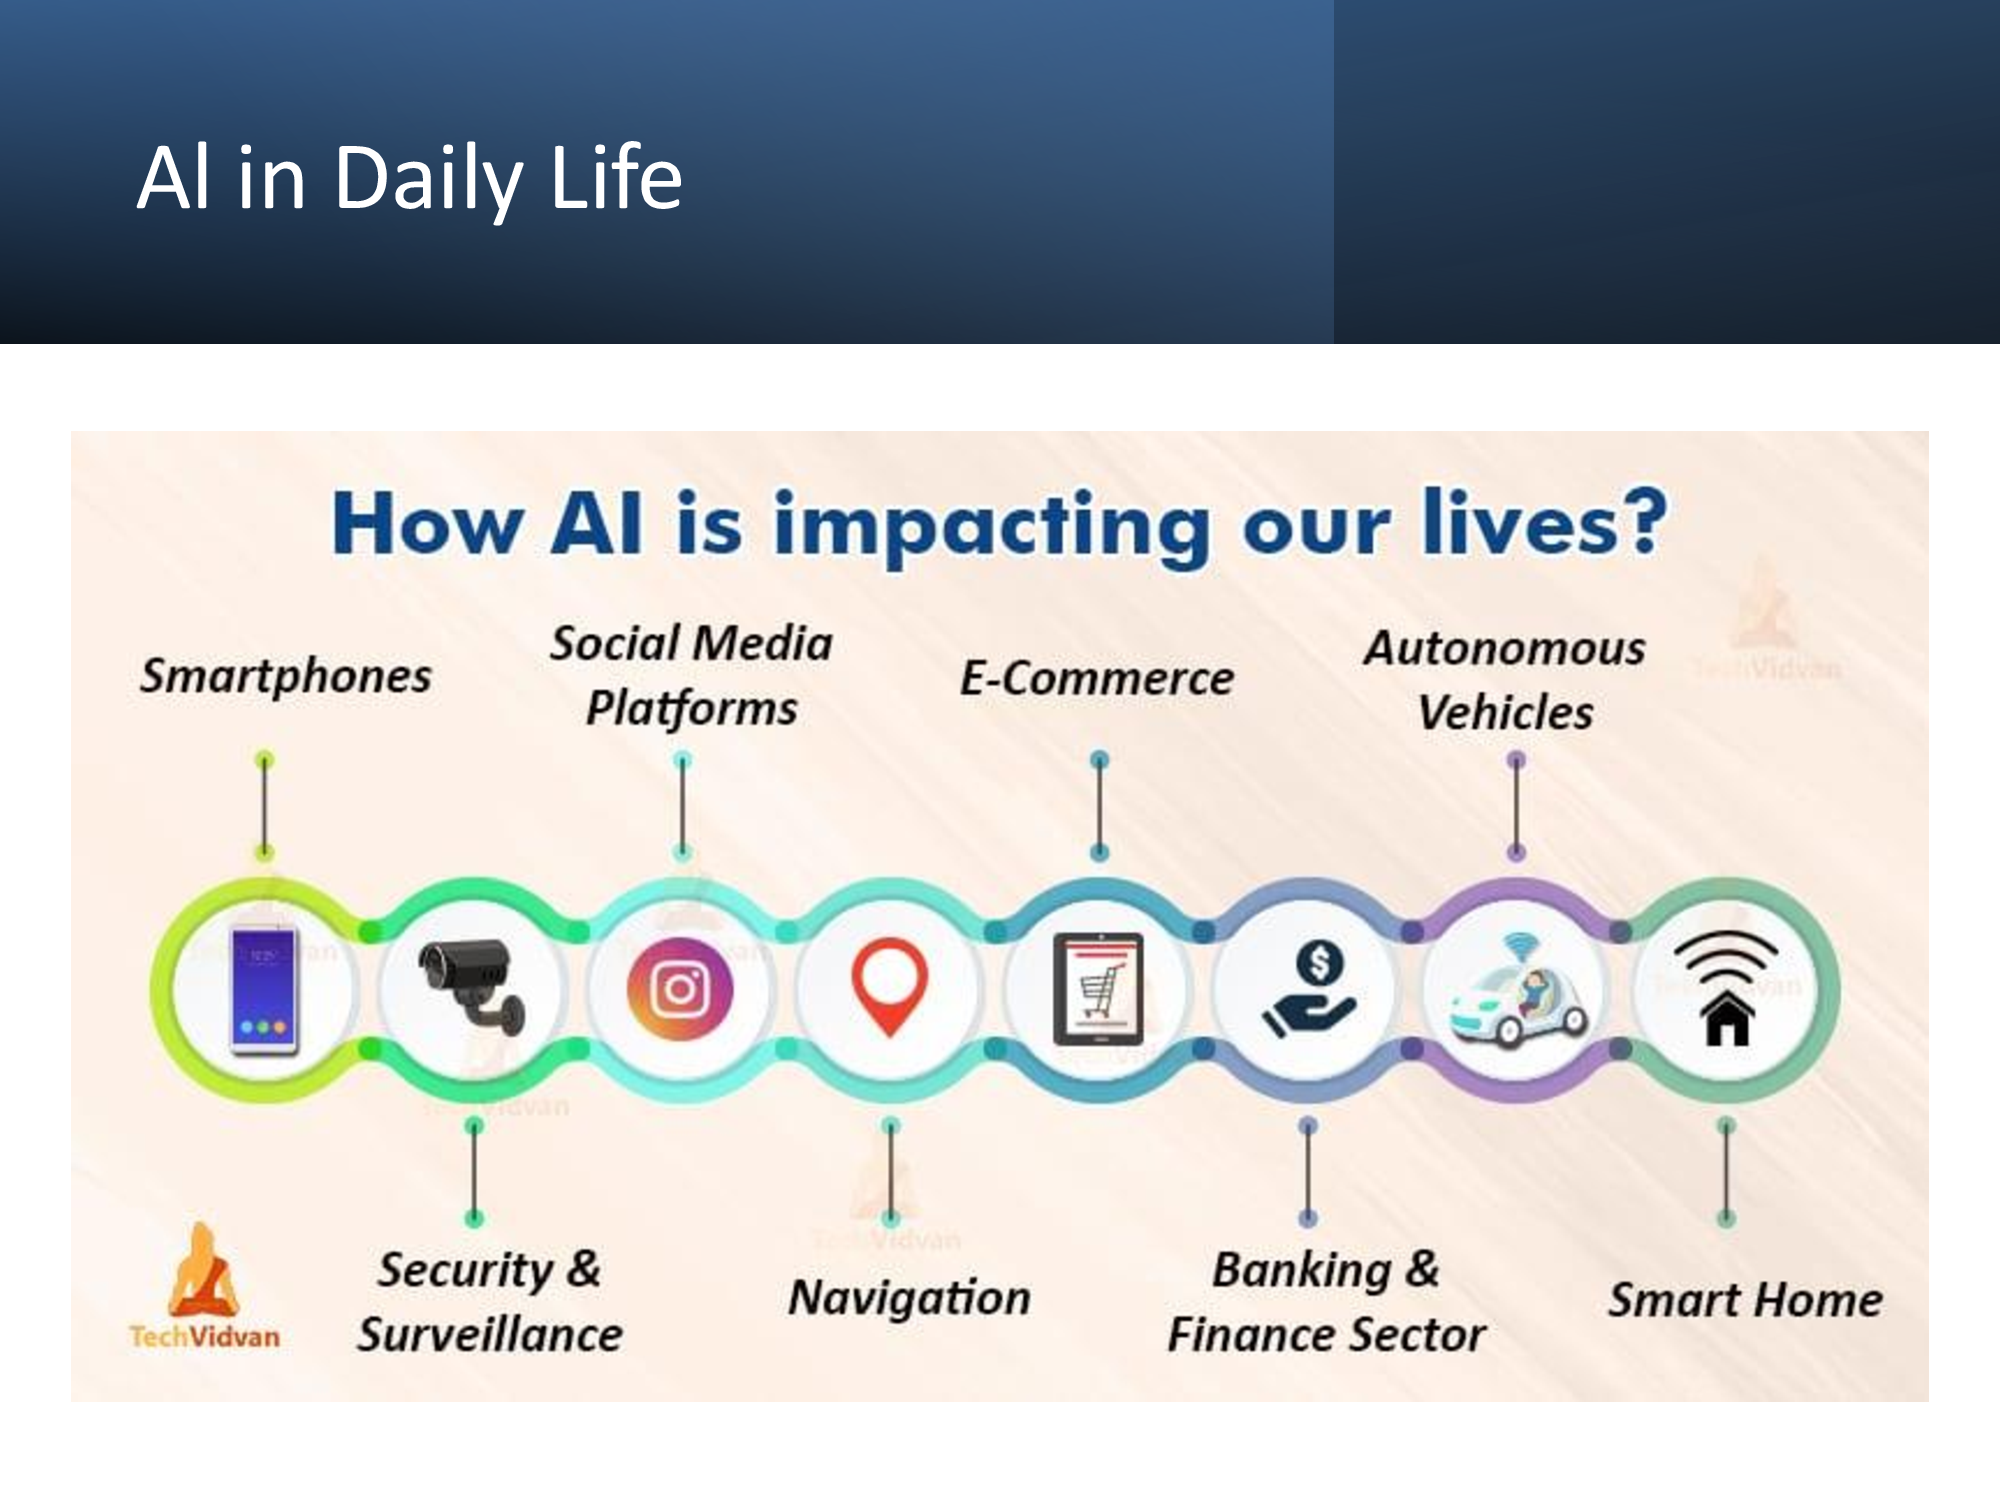 AI in Daily Life
How AI is impacting our lives?
Smartphones
Social Media
Platforms
E-Commerce
Autonomous
Vehicles
TechVidvan
Security &
Surveillance
Navigation
Banking &
Finance Sector
Smart Home
TechVidvan